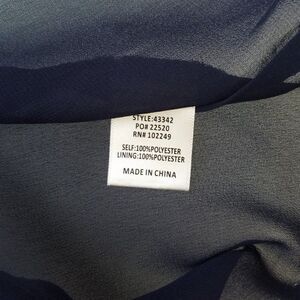 STYLE:43342
PO# 22520
RN# 102249
SELF:100%POLYESTER
LINING:100%POLYESTER
MADE IN CHINA